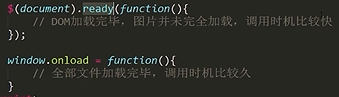 $(document).ready(function(){
    // DOM加载完毕，图片并未完全加载，调用时机比较快
});
window.onload = function(){
    // 全部文件加载完毕，调用时机比较久
}